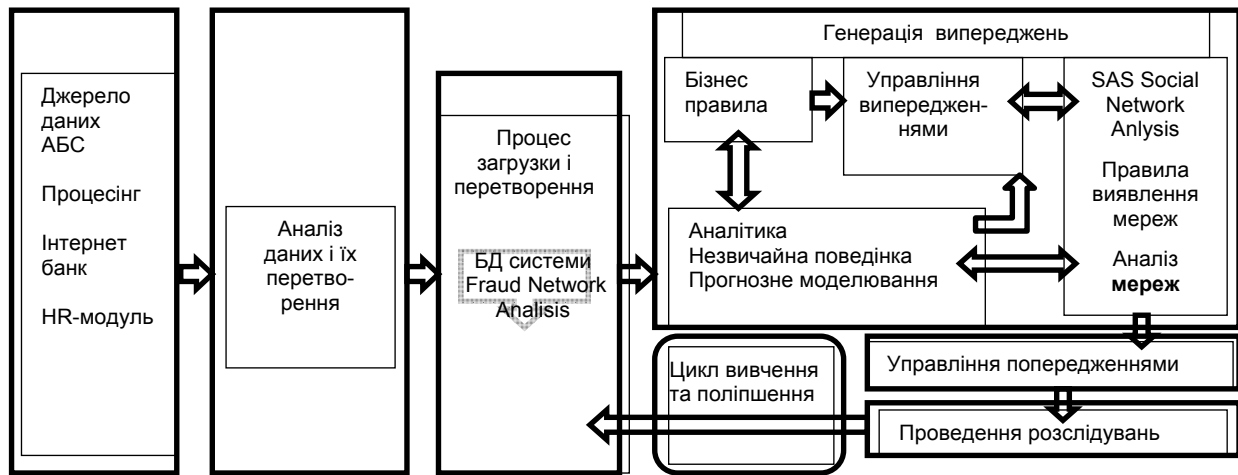 Джерело
даних
АБС
Процесінг
Інтернет
банк
HR-модуль
Аналіз
даних і їх
перетво-
рення
Процес
загрузки і
перетворення
БД системи
Fraud Network
Analisis
Генерація випереджень
Бізнес
правила
Управління
випереджен-
нями
SAS Social
Network
Anlysis
Правила
виявлення
мереж
Аналіз
мереж
Аналітика
Незвичайна поведінка
Прогнозне моделювання
Цикл вивчення
та поліпшення
Управління попередженнями
Проведення розслідувань